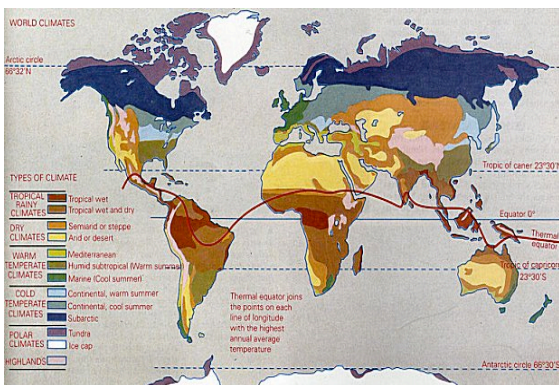 WORLD CLIMATES
Arctic circle
66°32'N
Tropic of caner 23°30'N
TYPES OF CLIMATE
TROPICAL
RAINY
CLIMATES
Tropical wet
Tropical wet and dry
DRY
CLIMATES
Semiarid or steppe
Arid or desert
WARM
TEMPERATE
CLIMATES
Mediterranean
Humid subtropical (Warm summer)
Marine (Cool summer)
COLD
TEMPERATE
CLIMATES
Continental, warm summer
Continental, cool summer
Subarctic
POLAR
CLIMATES
Tundra
Ice cap
HIGHLANDS
Equator 0°
Thermal
equator
Tropic of capricorn
23°30'S
Thermal equator joins
the points on each
line of longitude
with the highest
annual average
temperature
Antarctic circle 66°30'S